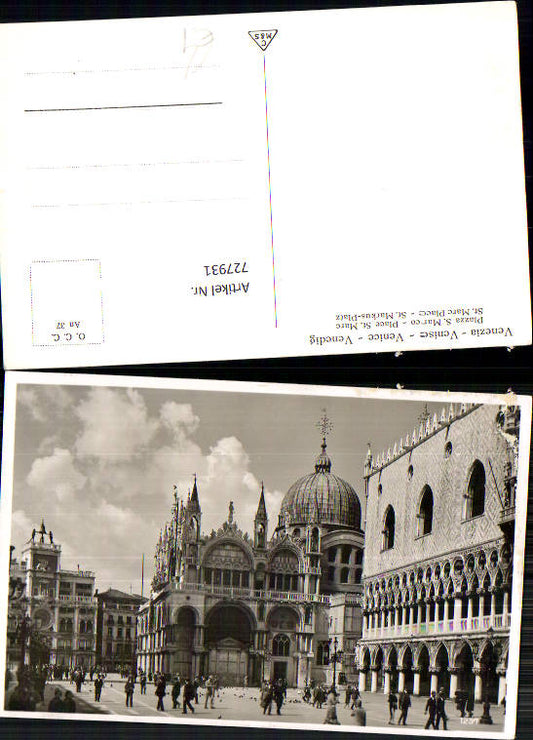 Venezia - Venise - Venice - Venedig
Piazza S. Marco - Place St. Marc
St. Marc Place - St. Markus-Platz
Artikel Nr.
727931
O. C. C.
An 37
C
M&S